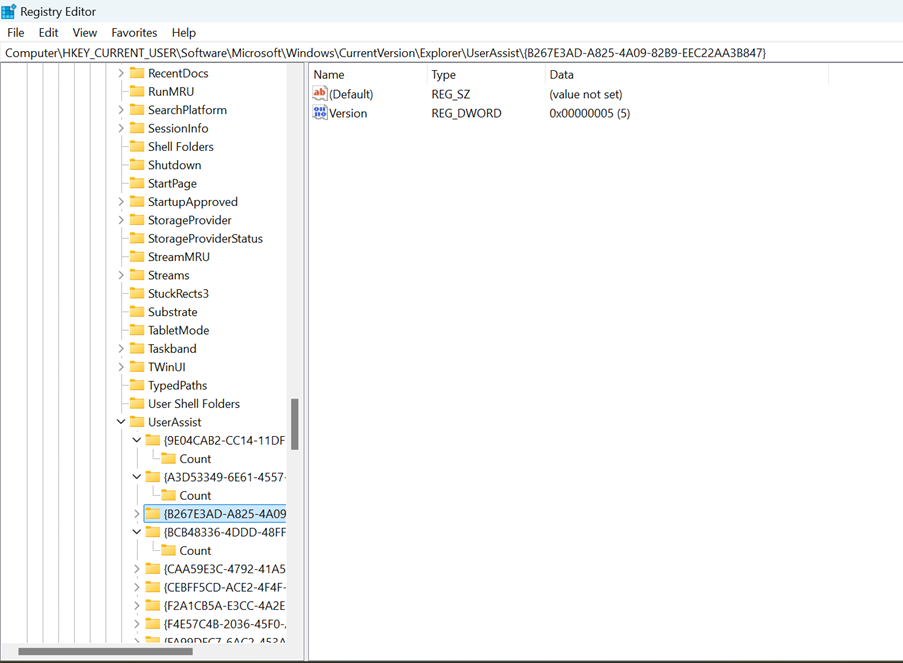 Registry Editor
File Edit View Favorites Help
Computer\HKEY_CURRENT_USER\Software\Microsoft\Windows\CurrentVersion\Explorer\UserAssist\{B267E3AD-A825-4A09-82B9-EEC22AA3B847}
RecentDocs
RunMRU
SearchPlatform
SessionInfo
Shell Folders
Shutdown
StartPage
StartupApproved
StorageProvider
StorageProviderStatus
StreamMRU
Streams
StuckRects3
Substrate
TabletMode
Taskband
TWinUI
TypedPaths
User Shell Folders
UserAssist
{9E04CAB2-CC14-11DF
Count
{A3D53349-6E61-4557-
Count
{B267E3AD-A825-4A09
{BCB48336-4DDD-48FF
Count
{CAA59E3C-4792-41A5
{CEBFF5CD-ACE2-4F4F-
{F2A1CB5A-E3CC-4A2E
{F4E57C4B-2036-45F0-
{FA99DFC7-6AC2-453A
Name Type Data
(Default) REG_SZ (value not set)
Version REG_DWORD 0x00000005 (5)